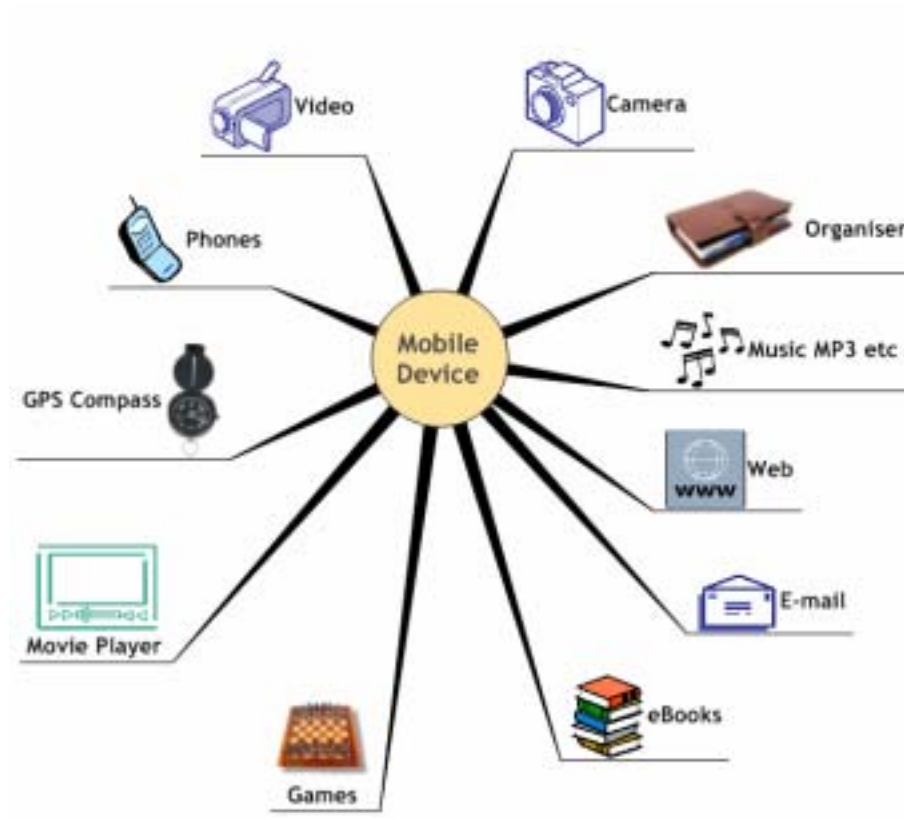 Video
Camera
Phones
Organiser
Mobile
Device
Music MP3 etc
GPS Compass
Web
www
E-mail
Movie Player
eBooks
Games